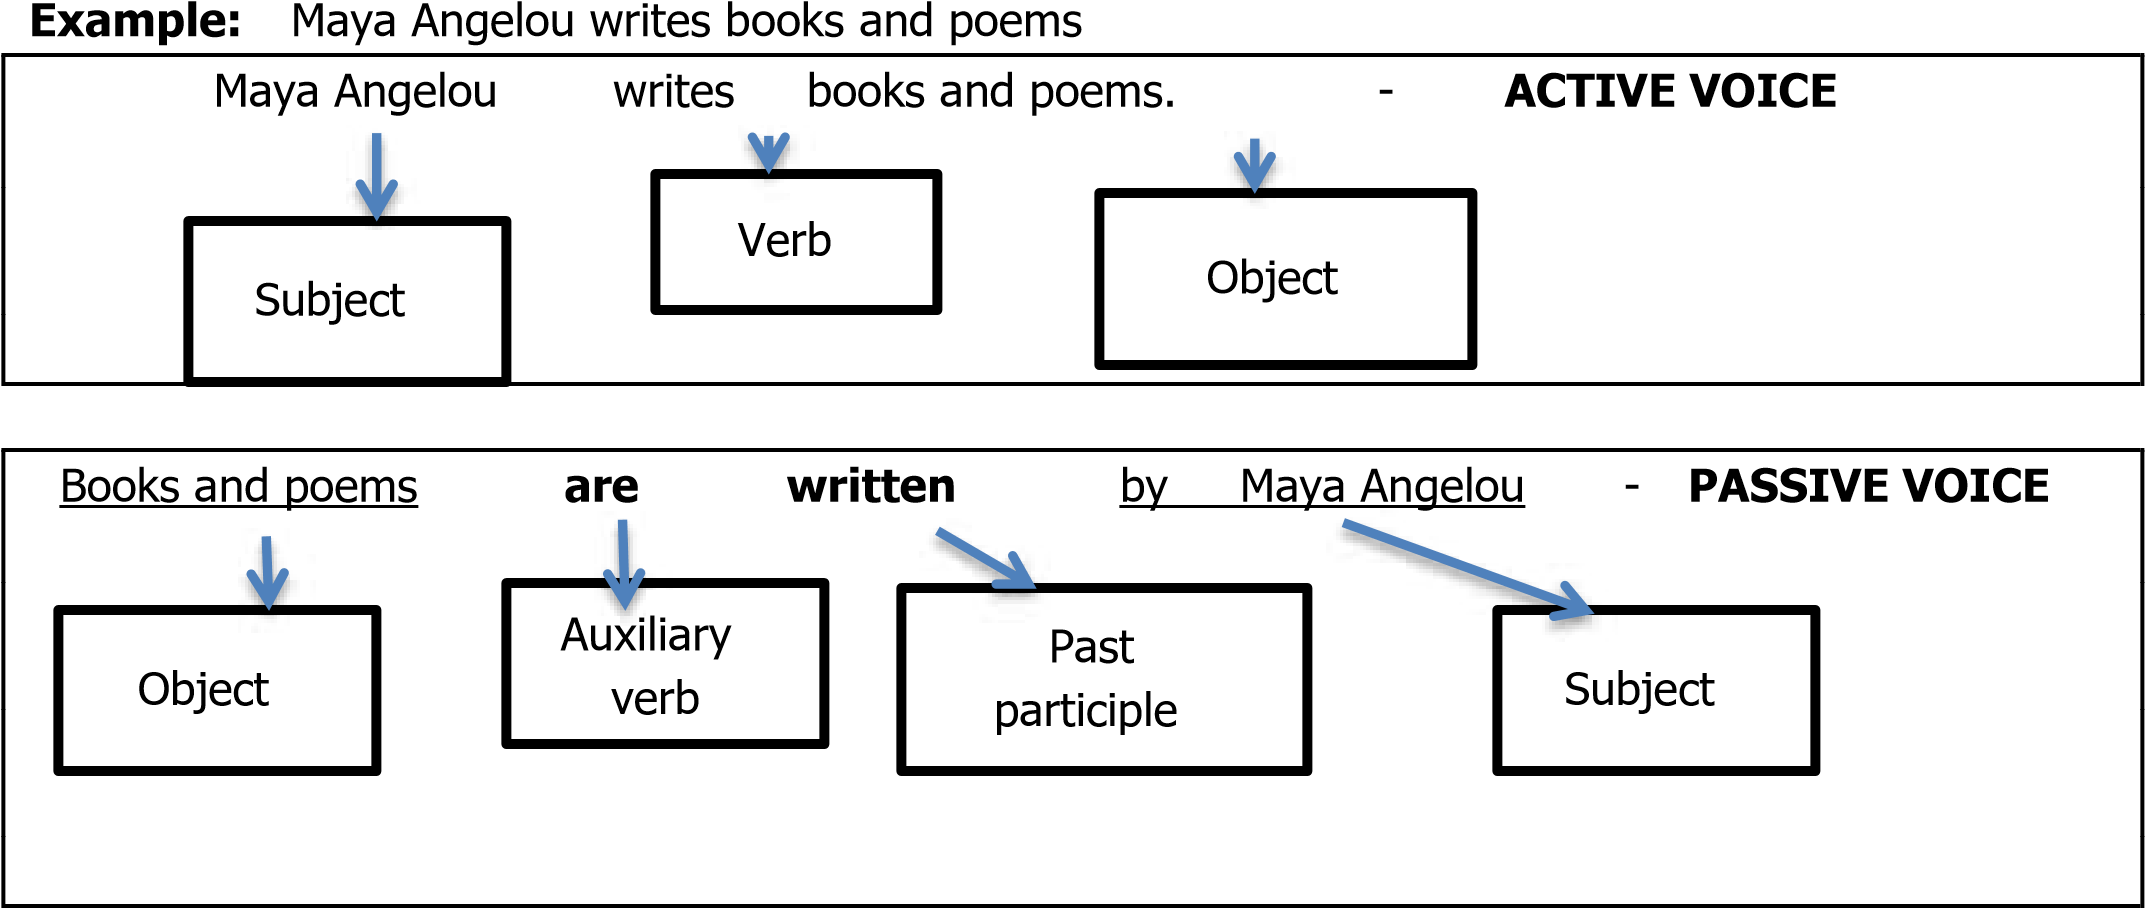 Example: Maya Angelou writes books and poems
Maya Angelou writes books and poems. - ACTIVE VOICE
Verb
Object
Subject
Books and poems are written by Maya Angelou - PASSIVE VOICE
Auxiliary
verb
Past
participle
Object
Subject